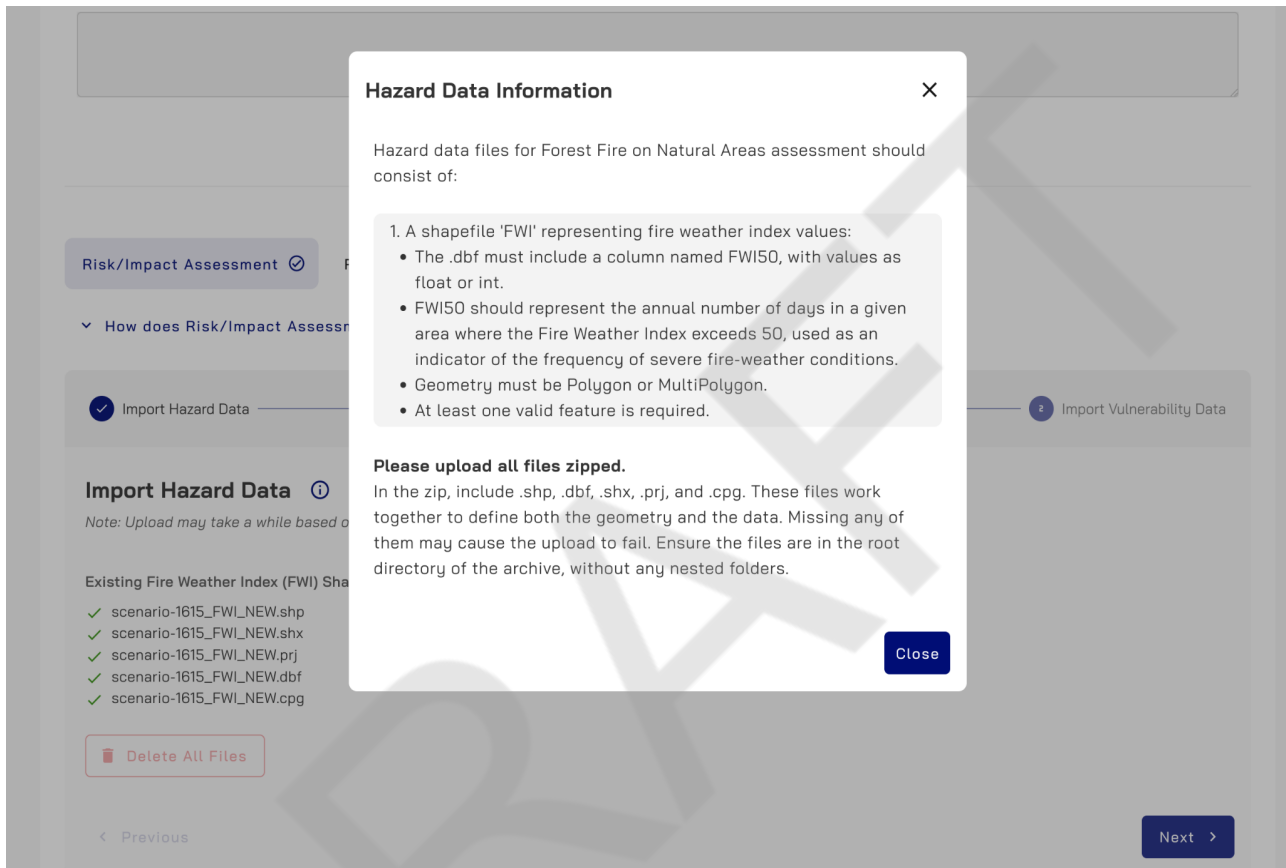 Hazard Data Information
Hazard data files for Forest Fire on Natural Areas assessment should
consist of:
1. A shapefile 'FWI' representing fire weather index values:
• The .dbf must include a column named FWI50, with values as
float or int.
• FWI50 should represent the annual number of days in a given
area where the Fire Weather Index exceeds 50, used as an
indicator of the frequency of severe fire-weather conditions.
• Geometry must be Polygon or MultiPolygon.
• At least one valid feature is required.
Please upload all files zipped.
In the zip, include .shp, .dbf, .shx, .prj, and .cpg. These files work
together to define both the geometry and the data. Missing any of
them may cause the upload to fail. Ensure the files are in the root
directory of the archive, without any nested folders.
Close
Risk/Impact Assessment
How does Risk/Impact
Import Hazard Data
2 Import Vulnerability Data
Import Hazard Data
Note: Upload may take a while based
Existing Fire Weather Index (FWI)
scenario-1615_FWI_NEW.shp
scenario-1615_FWI_NEW.shx
scenario-1615_FWI_NEW.prj
scenario-1615_FWI_NEW.dbf
scenario-1615_FWI_NEW.cpg
Delete All Files
Previous
Next
RAFT